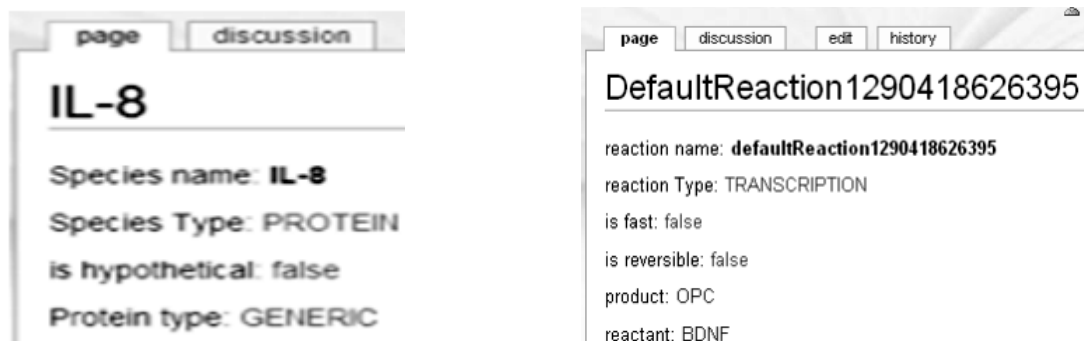 page discussion
IL-8
Species name: IL-8
Species Type: PROTEIN
is hypothetical: false
Protein type: GENERIC
page discussion edit history
DefaultReaction1290418626395
reaction name: defaultReaction1290418626395
reaction Type: TRANSCRIPTION
is fast: false
is reversible: false
product: OPC
reactant: BDNF